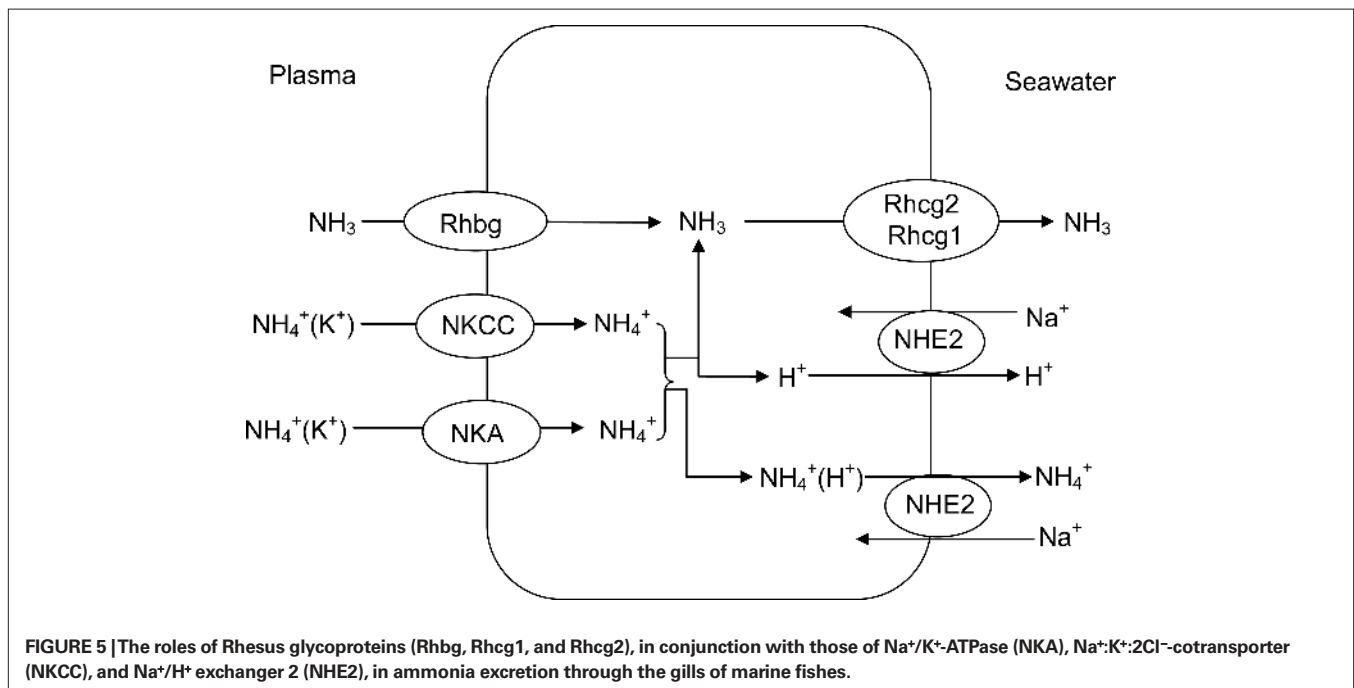 Plasma
Seawater
NH₃
Rhbg
NH₃
Rhcg2
Rhcg1
NH₃
NH₄⁺(K⁺)
NKCC
NH₄⁺
Na⁺
NHE2
H⁺
H⁺
NH₄⁺(K⁺)
NKA
NH₄⁺
NH₄⁺(H⁺)
NH₄⁺
NHE2
Na⁺
FIGURE 5 | The roles of Rhesus glycoproteins (Rhbg, Rhcg1, and Rhcg2), in conjunction with those of Na⁺/K⁺-ATPase (NKA), Na⁺:K⁺:2Cl⁻-cotransporter
(NKCC), and Na⁺/H⁺ exchanger 2 (NHE2), in ammonia excretion through the gills of marine fishes.